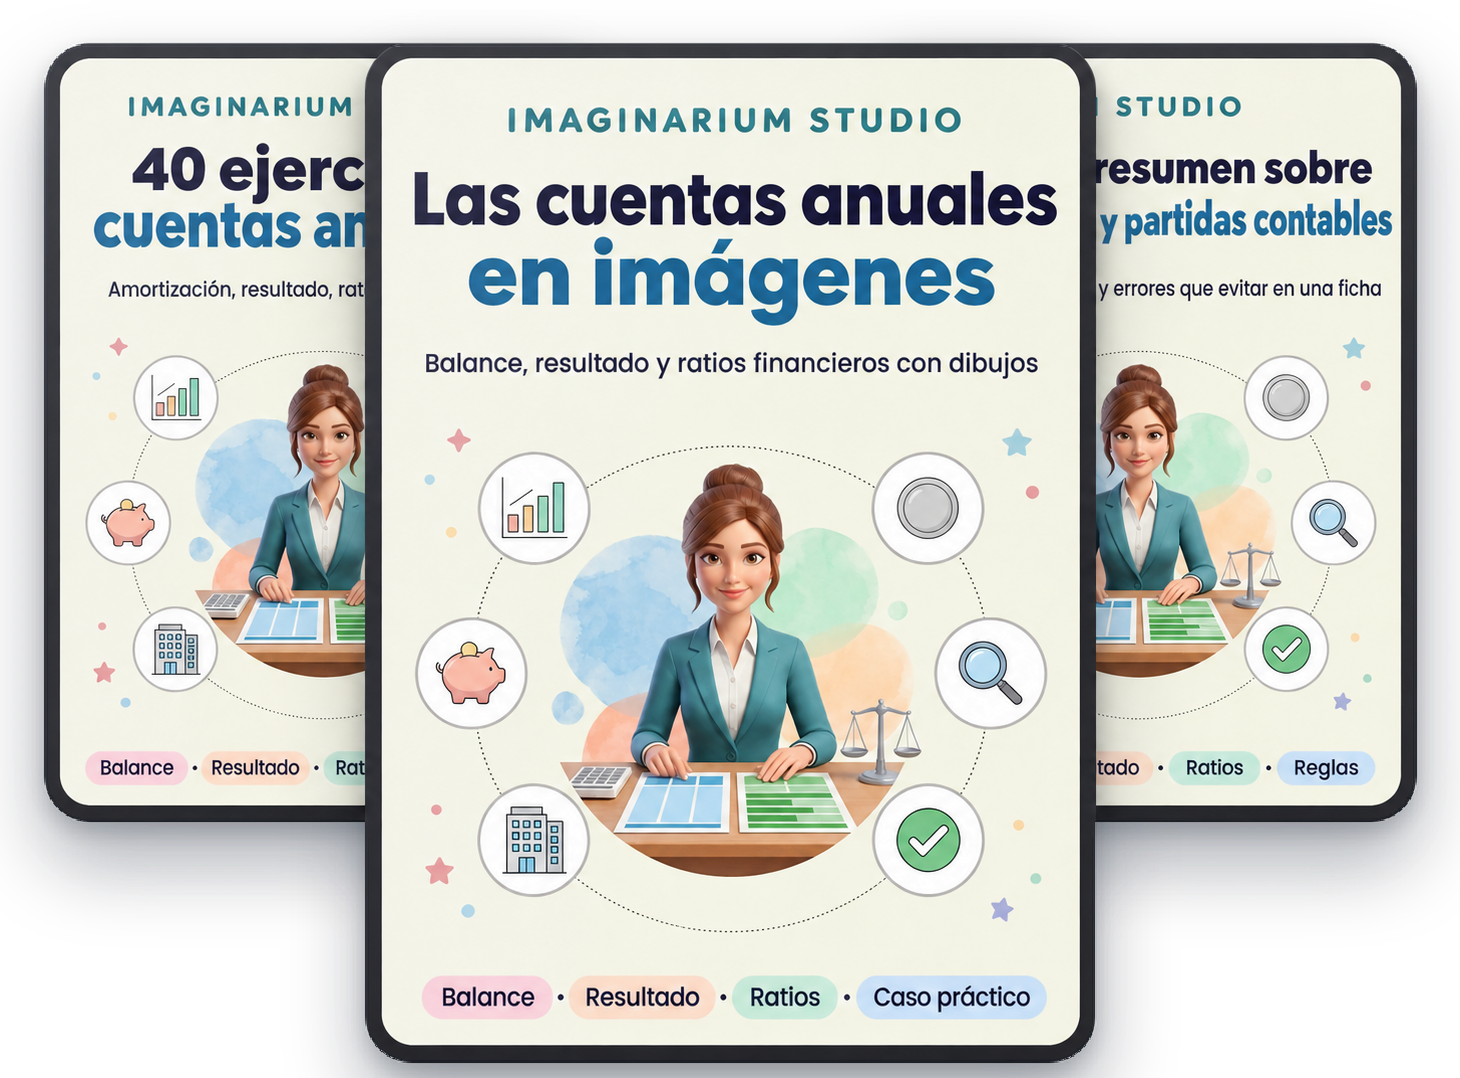 IMAGINARIUM
40 ejerc
cuentas an
Amortización, resultado, rat
Balance • Resultado • Rat
IMAGINARIUM STUDIO
Las cuentas anuales
en imágenes
Balance, resultado y ratios financieros con dibujos
Balance • Resultado • Ratios • Caso práctico
STUDIO
resumen sobre
y partidas contables
y errores que evitar en una ficha
tado • Ratios • Reglas